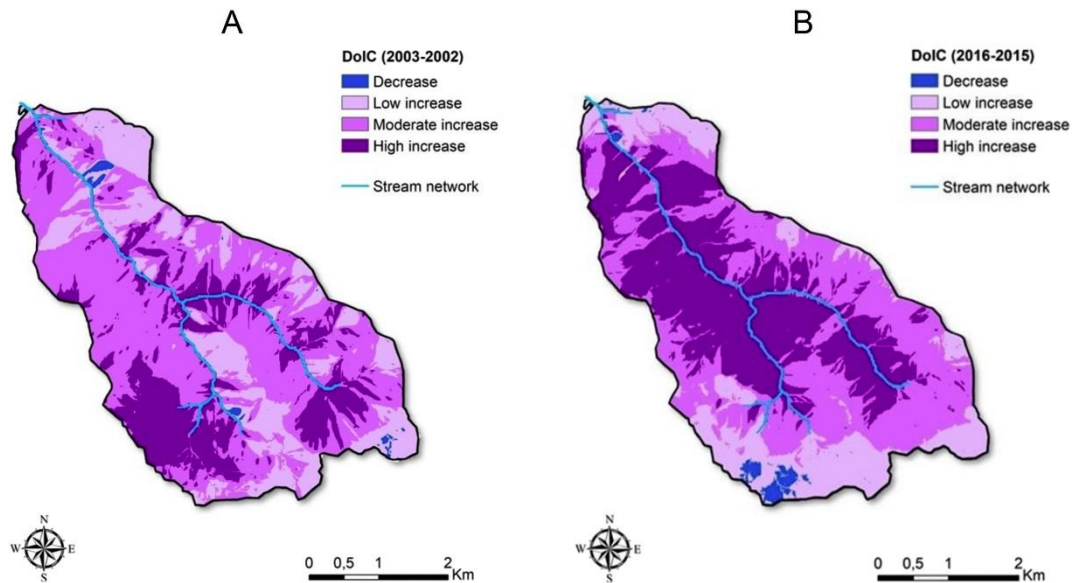 A
DoIC (2003-2002)
Decrease
Low increase
Moderate increase
High increase
Stream network
N
W E
S
0 0,5 1 2
Km
B
DoIC (2016-2015)
Decrease
Low increase
Moderate increase
High increase
Stream network
N
W E
S
0 0,5 1 2
Km